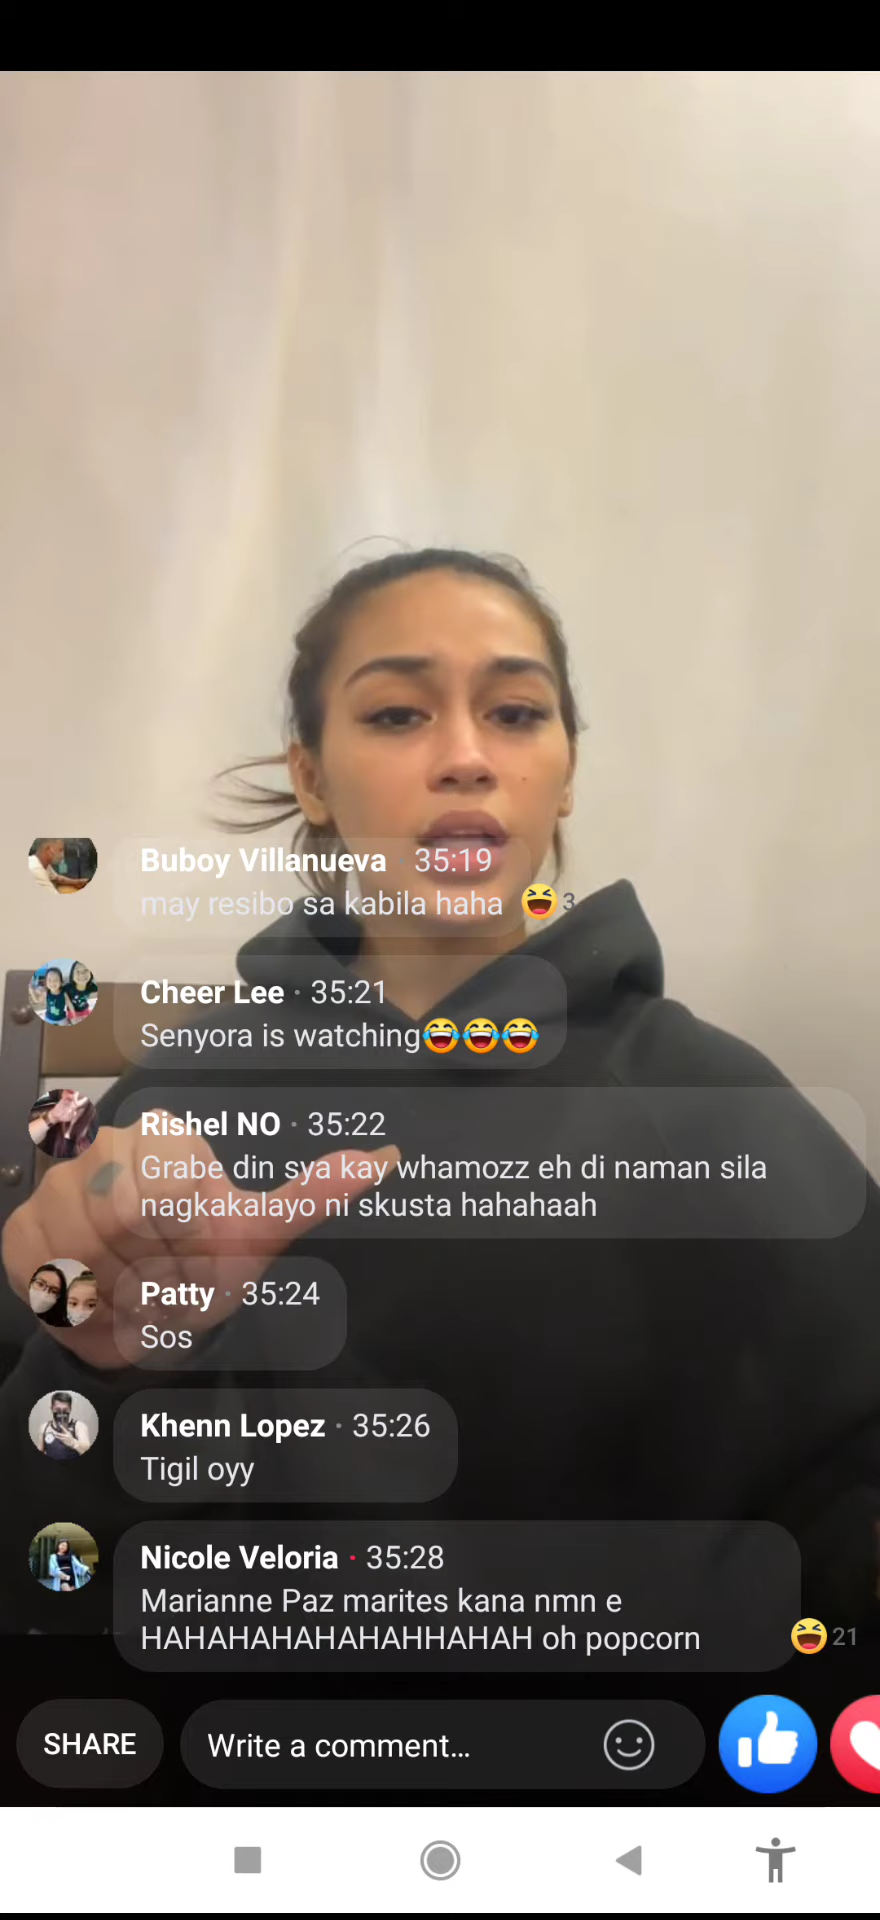 Buboy Villanueva · 35:19
may resibo sa kabila haha 😆 3
Cheer Lee · 35:21
Senyora is watching😂😂😂
Rishel NO · 35:22
Grabe din sya kay whamozz eh di naman sila
nagkakalayo ni skusta hahahaah
Patty · 35:24
Sos
Khenn Lopez · 35:26
Tigil oyy
Nicole Veloria · 35:28
Marianne Paz marites kana nmn e
HAHAHAHAHAHAHHAHAH oh popcorn 😆 21
SHARE
Write a comment...